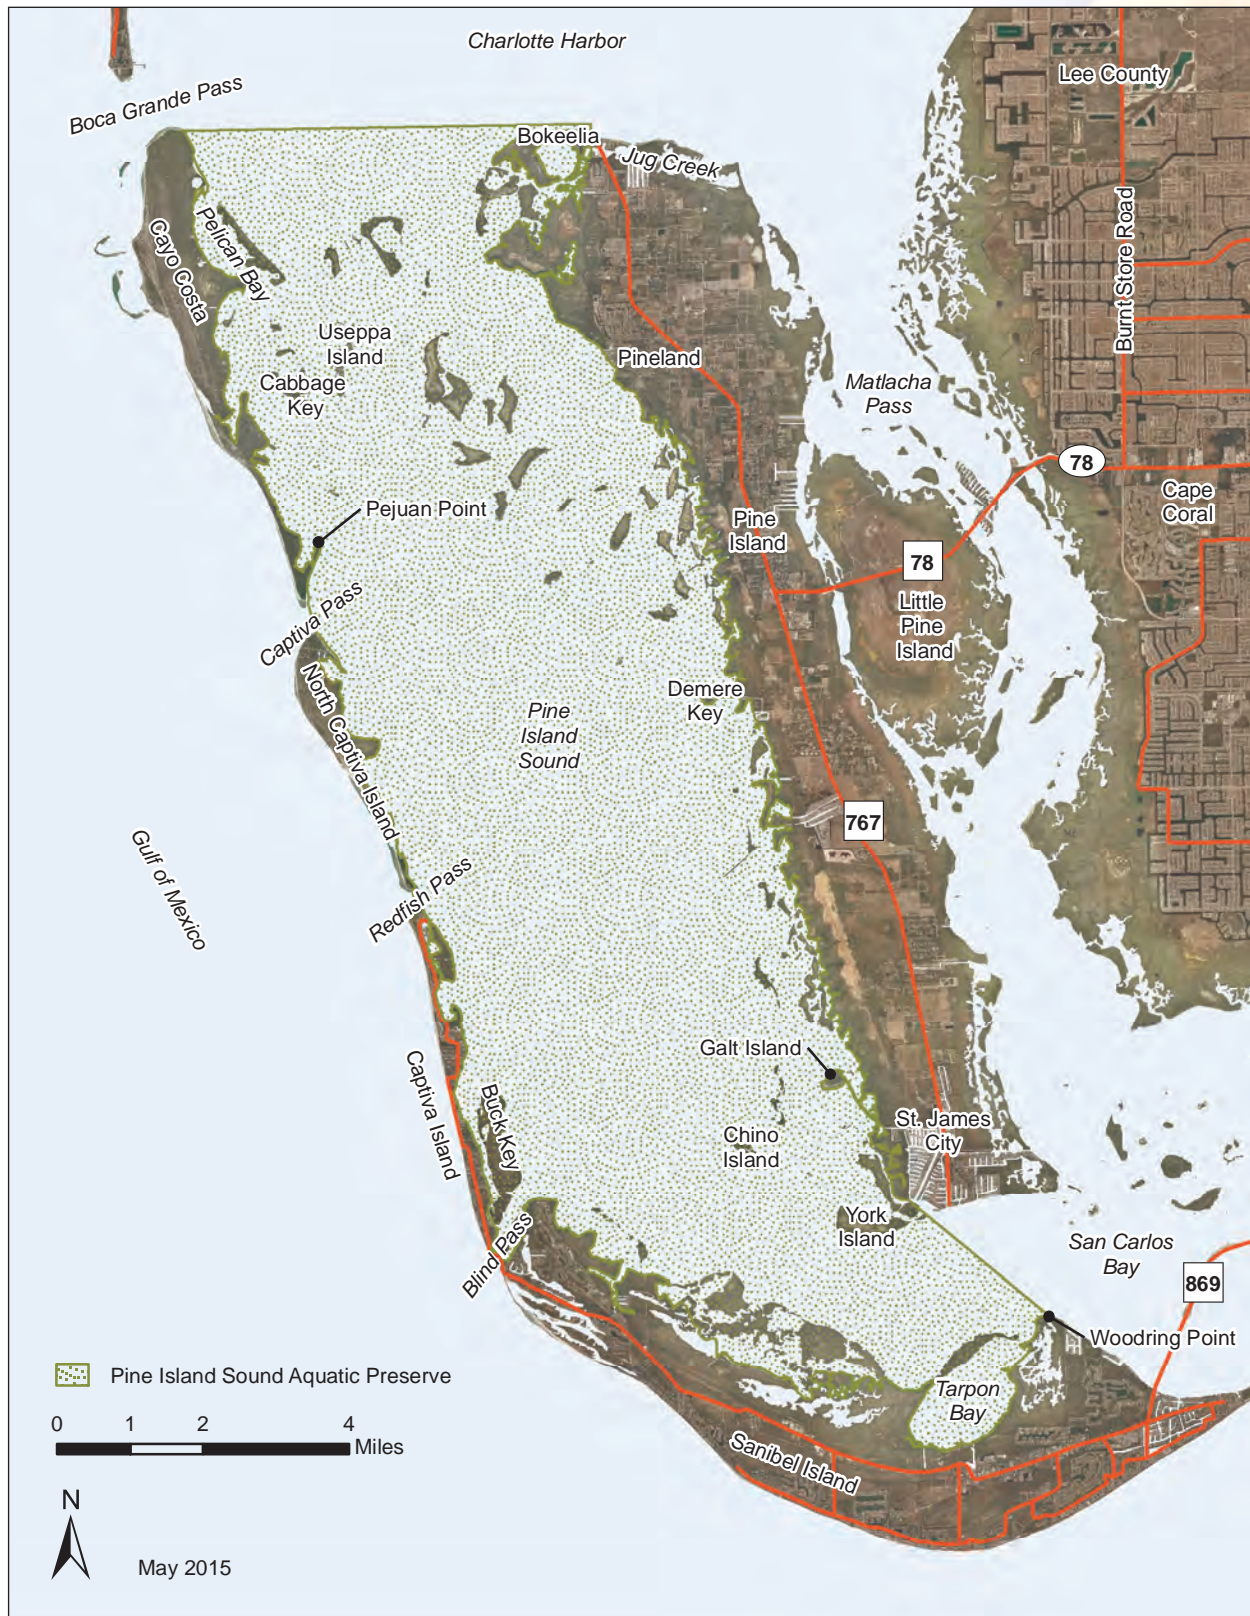 Charlotte Harbor
Lee County
Boca Grande Pass
Bokeelia
Jug Creek
Pelican Bay
Cayo Costa
Burnt Store Road
Useppa
Island
Pineland
Cabbage
Key
Matlacha
Pass
78
Cape
Coral
Pejuan Point
Pine
Island
78
Little
Pine
Island
Captiva Pass
North Captiva Island
Demere
Key
Pine
Island
Sound
767
Gulf of Mexico
Redfish Pass
Galt Island
Captiva Island
Buck Key
St. James
City
Chino
Island
York
Island
San Carlos
Bay
Blind Pass
869
Woodring Point
Pine Island Sound Aquatic Preserve
Tarpon
Bay
0 1 2 4
Miles
Sanibel Island
N
May 2015